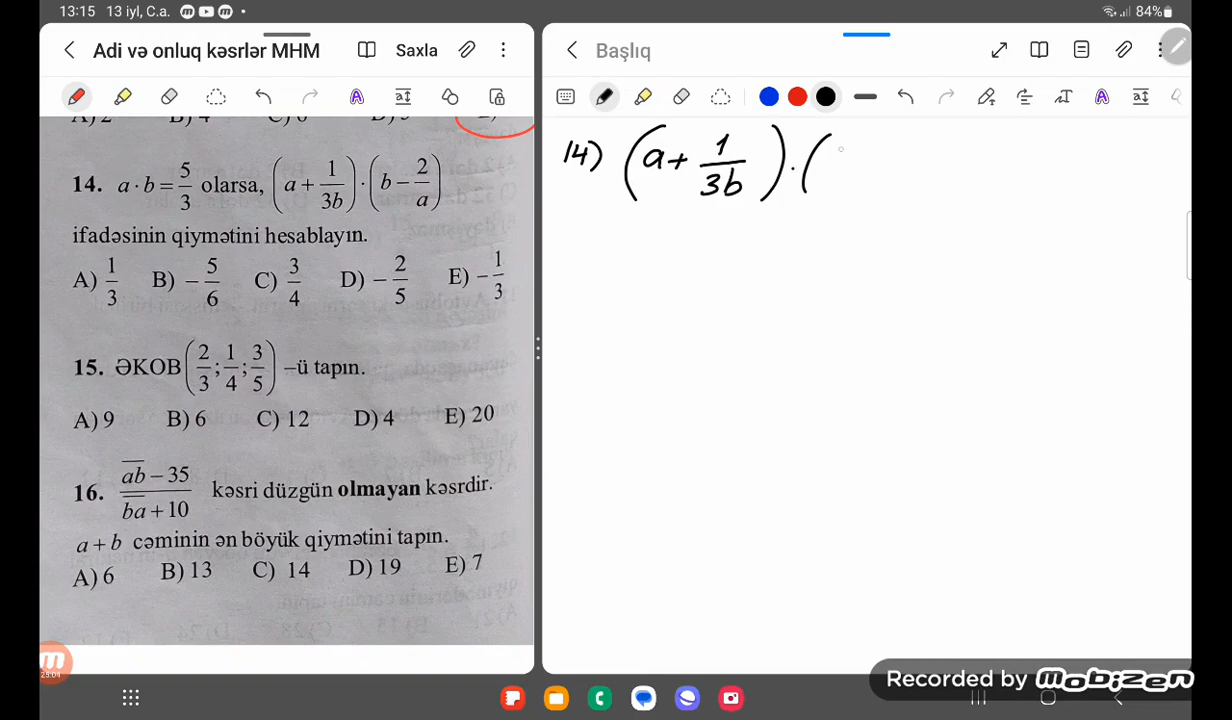 13:15 13 iyl, C.a. 84%
Adi və onluq kəsrlər MHM Saxla
Başlıq
14. a · b = 5/3 olarsa, (a + 1/3b) · (b − 2/a)
ifadəsinin qiymətini hesablayın.
A) 1/3 B) −5/6 C) 3/4 D) −2/5 E) −1/3
15. ƏKOB(2/3; 1/4; 3/5) –ü tapın.
A) 9 B) 6 C) 12 D) 4 E) 20
16. (a̅b̅ − 35)/(b̅a̅ + 10) kəsri düzgün olmayan kəsrdir.
a + b cəminin ən böyük qiymətini tapın.
A) 6 B) 13 C) 14 D) 19 E) 7
14) (a + 1/3b) · (
Recorded by mobizen